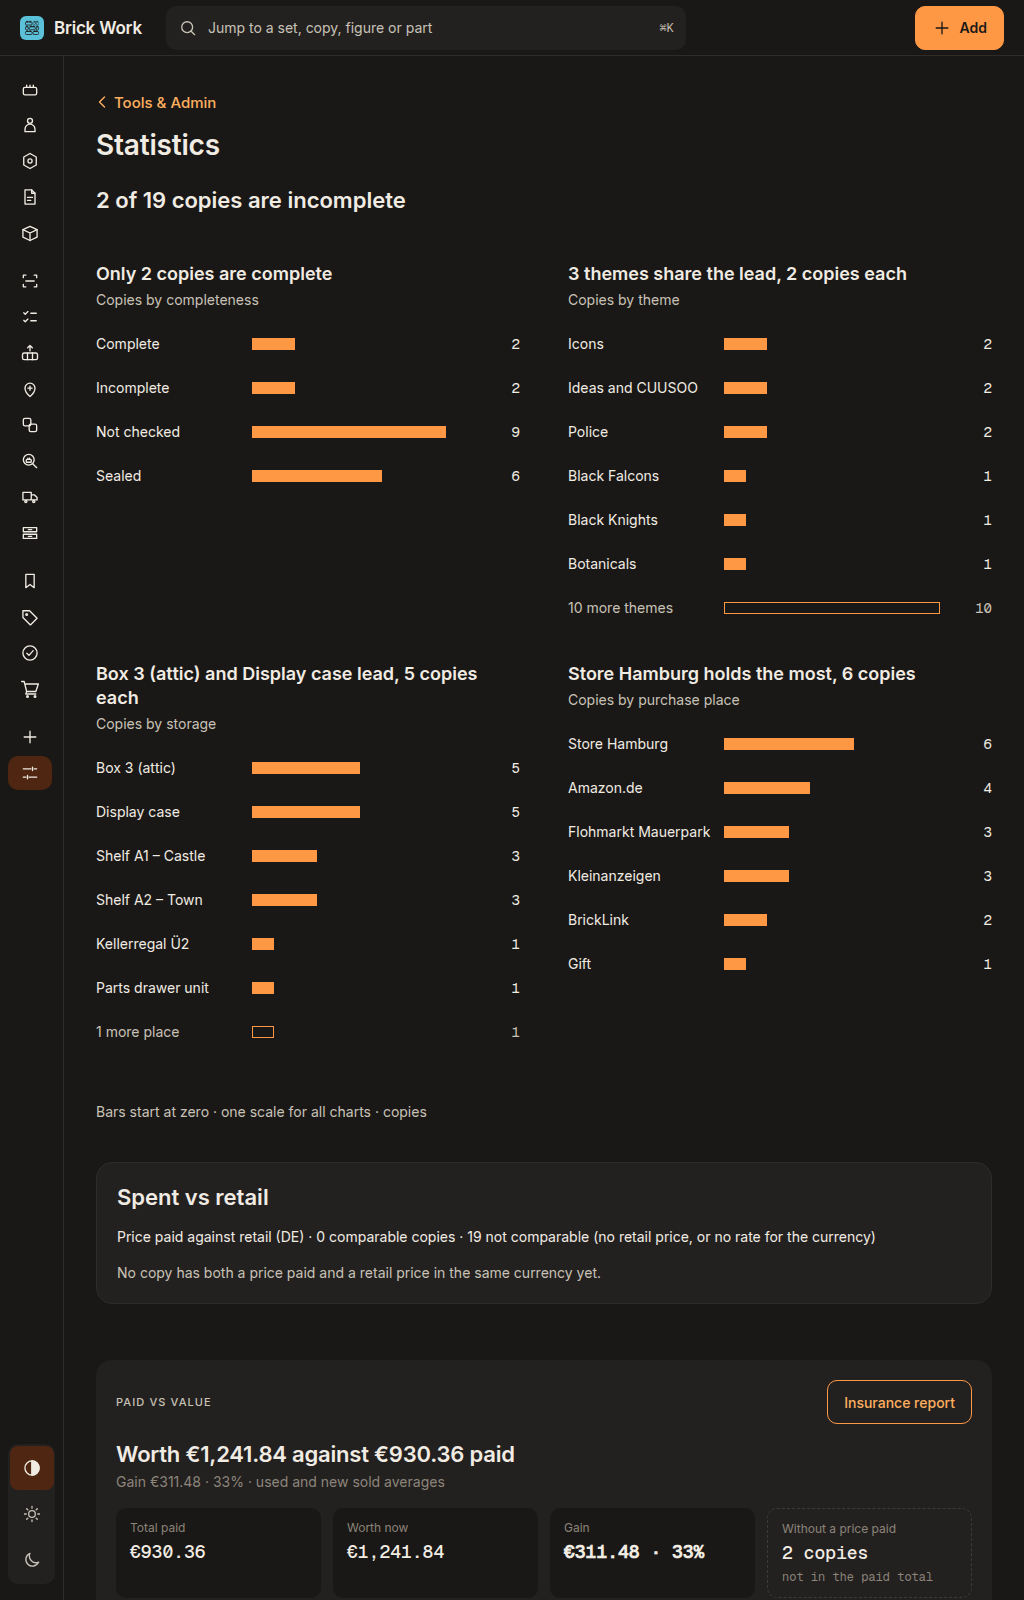 Brick Work
Jump to a set, copy, figure or part
⌘K
Add
Tools & Admin
Statistics
2 of 19 copies are incomplete
Only 2 copies are complete
Copies by completeness
Complete 2
Incomplete 2
Not checked 9
Sealed 6
3 themes share the lead, 2 copies each
Copies by theme
Icons 2
Ideas and CUUSOO 2
Police 2
Black Falcons 1
Black Knights 1
Botanicals 1
10 more themes 10
Box 3 (attic) and Display case lead, 5 copies
each
Copies by storage
Box 3 (attic) 5
Display case 5
Shelf A1 – Castle 3
Shelf A2 – Town 3
Kellerregal Ü2 1
Parts drawer unit 1
1 more place 1
Store Hamburg holds the most, 6 copies
Copies by purchase place
Store Hamburg 6
Amazon.de 4
Flohmarkt Mauerpark 3
Kleinanzeigen 3
BrickLink 2
Gift 1
Bars start at zero · one scale for all charts · copies
Spent vs retail
Price paid against retail (DE) · 0 comparable copies · 19 not comparable (no retail price, or no rate for the currency)
No copy has both a price paid and a retail price in the same currency yet.
PAID VS VALUE
Insurance report
Worth €1,241.84 against €930.36 paid
Gain €311.48 · 33% · used and new sold averages
Total paid
€930.36
Worth now
€1,241.84
Gain
€311.48 · 33%
Without a price paid
2 copies
not in the paid total